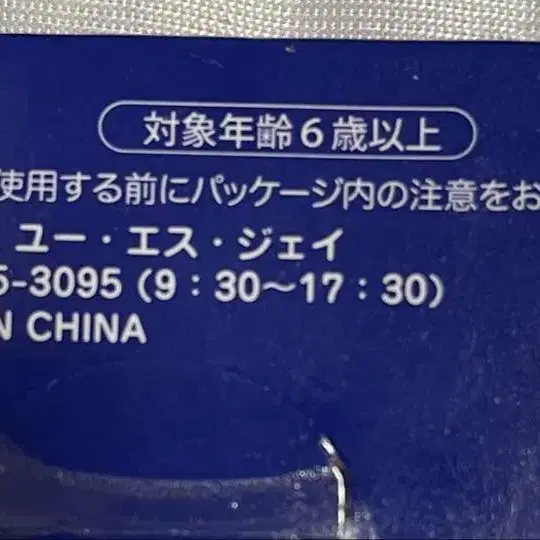 対象年齢6歳以上
使用する前にパッケージ内の注意をお
ユー・エス・ジェイ
5-3095(9:30〜17:30)
N CHINA